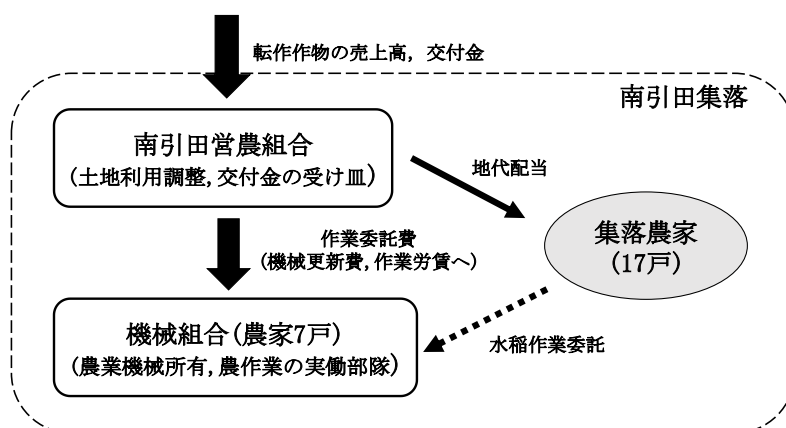 転作作物の売上高，交付金
南引田集落
南引田営農組合
(土地利用調整，交付金の受け皿)
地代配当
集落農家
(17戸)
作業委託費
(機械更新費，作業労賃へ)
機械組合(農家7戸)
(農業機械所有，農作業の実働部隊)
水稲作業委託